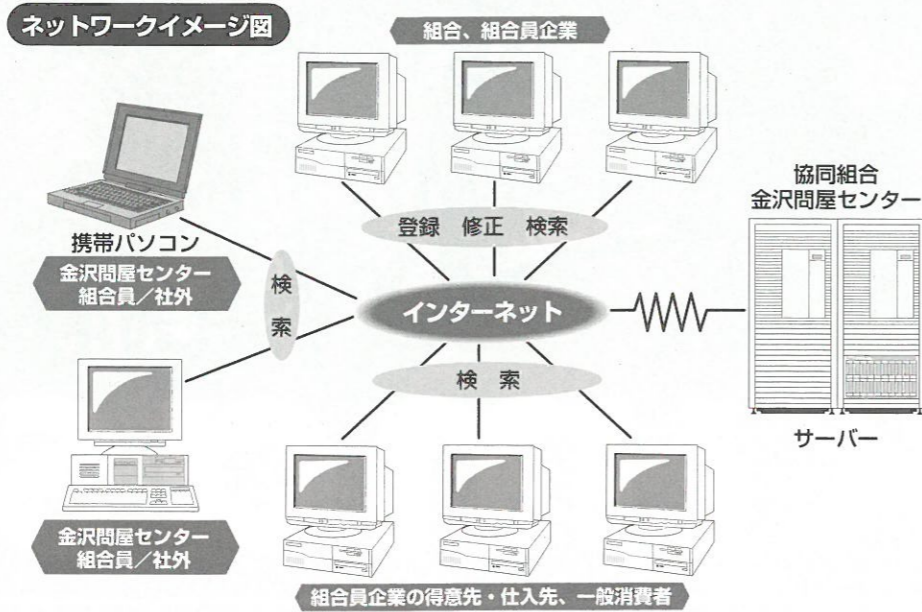 ネットワークイメージ図
組合、組合員企業
携帯パソコン
金沢問屋センター
組合員／社外
登録 修正 検索
協同組合
金沢問屋センター
検
索
インターネット
検 索
サーバー
金沢問屋センター
組合員／社外
組合員企業の得意先・仕入先、一般消費者